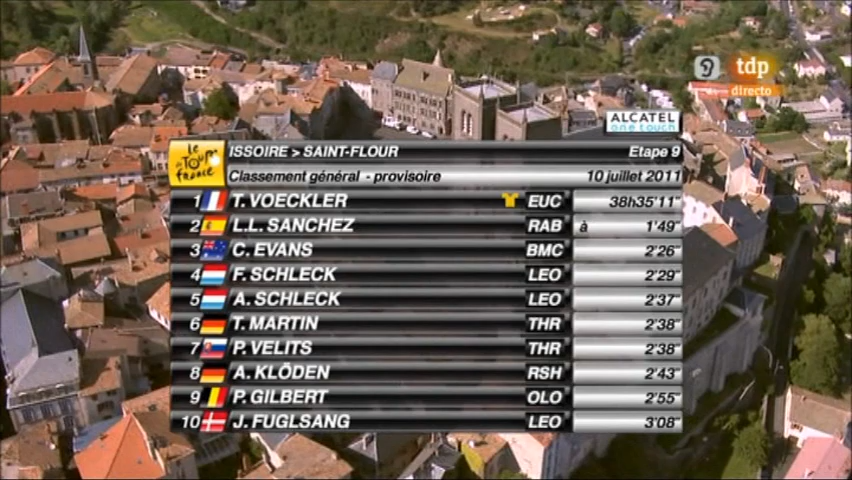 tdp
directo
ALCATEL
one touch
Le Tour de france
ISSOIRE > SAINT-FLOUR Etape 9
Classement général - provisoire 10 juillet 2011
1 T. VOECKLER EUC 38h35'11"
2 L.L. SANCHEZ RAB à 1'49"
3 C. EVANS BMC 2'26"
4 F. SCHLECK LEO 2'29"
5 A. SCHLECK LEO 2'37"
6 T. MARTIN THR 2'38"
7 P. VELITS THR 2'38"
8 A. KLÖDEN RSH 2'43"
9 P. GILBERT OLO 2'55"
10 J. FUGLSANG LEO 3'08"